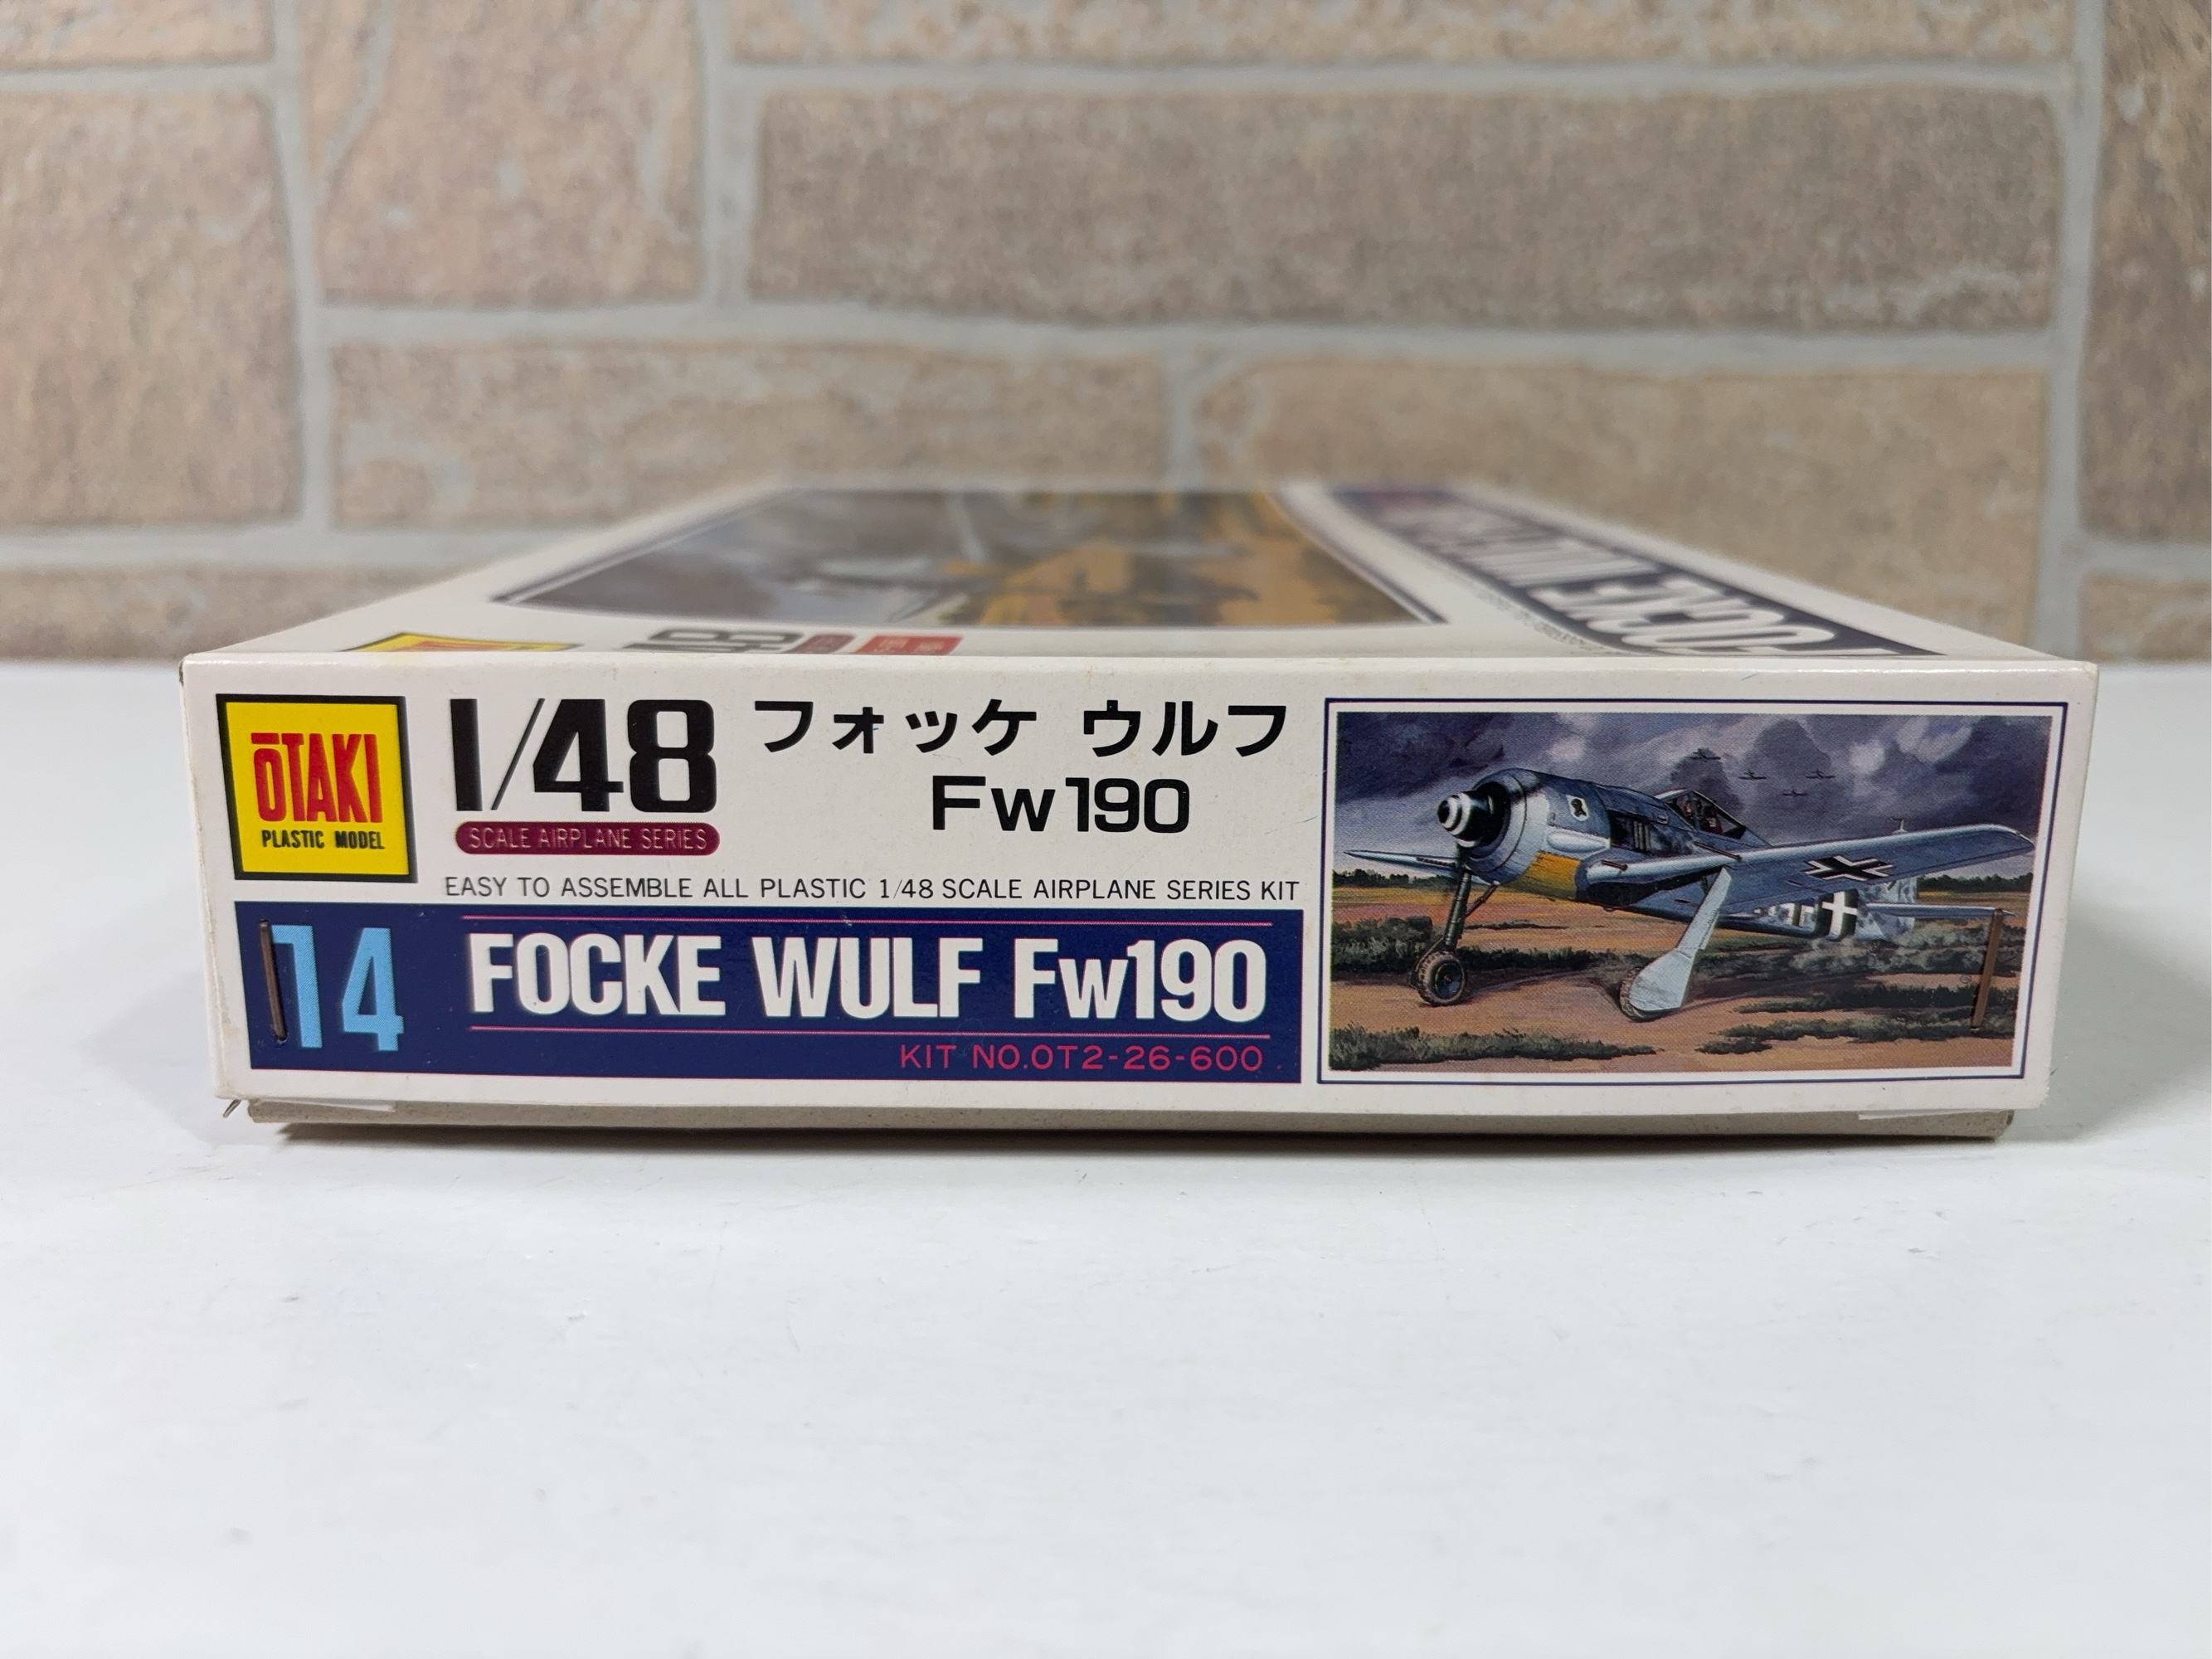 ŌTAKI
PLASTIC MODEL
1/48
SCALE AIRPLANE SERIES
フォッケ ウルフ
Fw190
EASY TO ASSEMBLE ALL PLASTIC 1/48 SCALE AIRPLANE SERIES KIT
14
FOCKE WULF Fw190
KIT NO.OT2-26-600